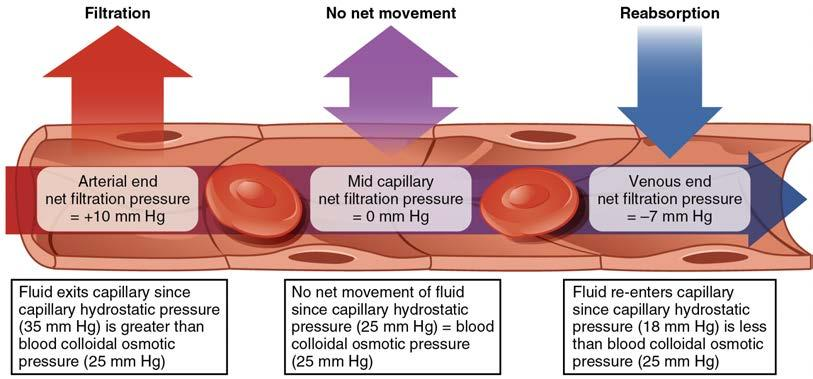 Filtration
No net movement
Reabsorption
Arterial end
net filtration pressure
= +10 mm Hg
Mid capillary
net filtration pressure
= 0 mm Hg
Venous end
net filtration pressure
= –7 mm Hg
Fluid exits capillary since
capillary hydrostatic pressure
(35 mm Hg) is greater than
blood colloidal osmotic
pressure (25 mm Hg)
No net movement of fluid
since capillary hydrostatic
pressure (25 mm Hg) = blood
colloidal osmotic pressure
(25 mm Hg)
Fluid re-enters capillary
since capillary hydrostatic
pressure (18 mm Hg) is less
than blood colloidal osmotic
pressure (25 mm Hg)